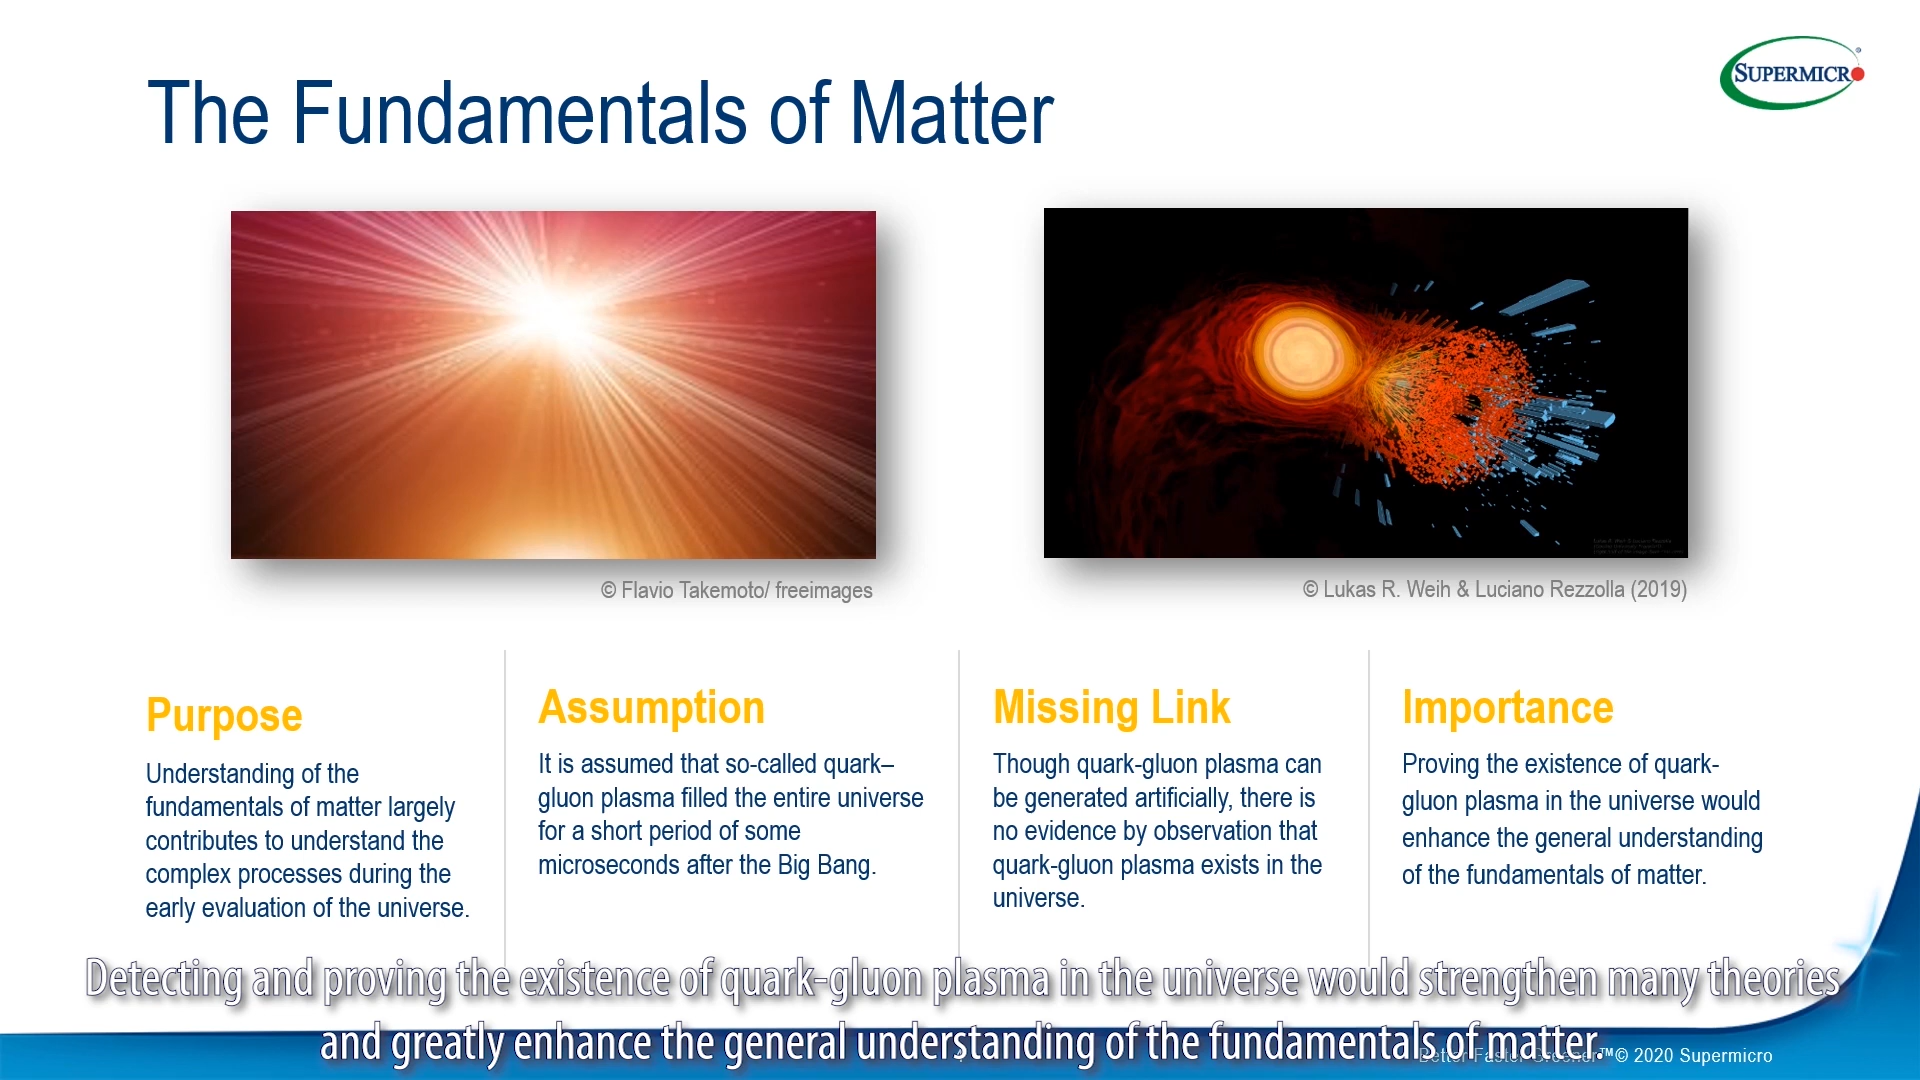 SUPERMICR
The Fundamentals of Matter
© Flavio Takemoto/ freeimages
© Lukas R. Weih & Luciano Rezzolla (2019)
Purpose
Understanding of the
fundamentals of matter largely
contributes to understand the
complex processes during the
early evaluation of the universe.
Assumption
It is assumed that so-called quark–
gluon plasma filled the entire universe
for a short period of some
microseconds after the Big Bang.
Missing Link
Though quark-gluon plasma can
be generated artificially, there is
no evidence by observation that
quark-gluon plasma exists in the
universe.
Importance
Proving the existence of quark-
gluon plasma in the universe would
enhance the general understanding
of the fundamentals of matter.
Detecting and proving the existence of quark-gluon plasma in the universe would strengthen many theories
and greatly enhance the general understanding of the fundamentals of matter.
Better Faster Greener™ © 2020 Supermicro